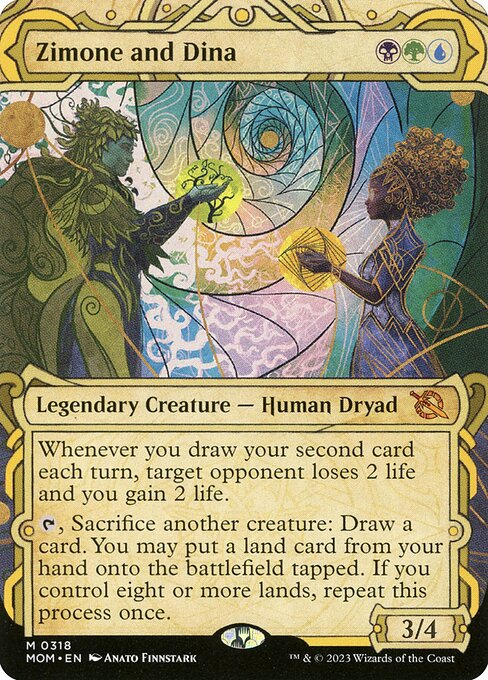 Zimone and Dina
Legendary Creature — Human Dryad
Whenever you draw your second card
each turn, target opponent loses 2 life
and you gain 2 life.
, Sacrifice another creature: Draw a
card. You may put a land card from your
hand onto the battlefield tapped. If you
control eight or more lands, repeat this
process once.
3/4
M 0318
MOM • EN Anato Finnstark
™ & © 2023 Wizards of the Coast